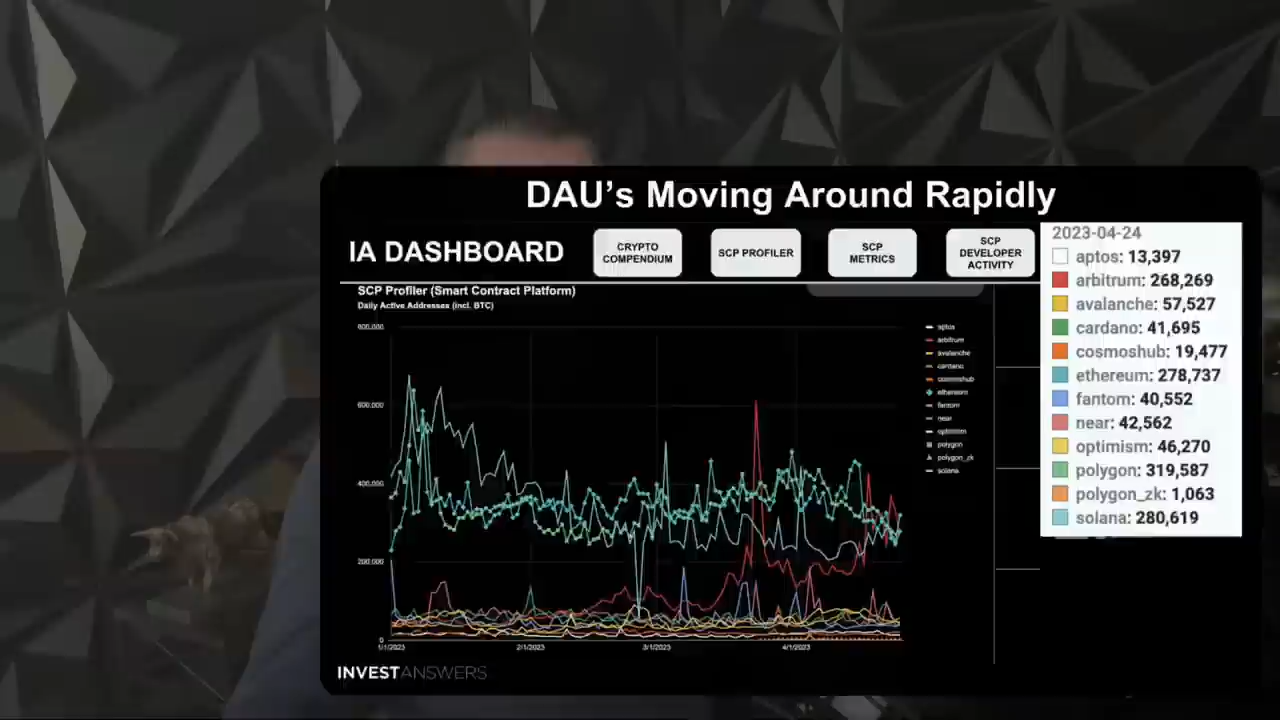 DAU's Moving Around Rapidly
IA DASHBOARD
CRYPTO
COMPENDIUM
SCP PROFILER
SCP
METRICS
SCP
DEVELOPER
ACTIVITY
2023-04-24
aptos: 13,397
arbitrum: 268,269
avalanche: 57,527
cardano: 41,695
cosmoshub: 19,477
ethereum: 278,737
fantom: 40,552
near: 42,562
optimism: 46,270
polygon: 319,587
polygon_zk: 1,063
solana: 280,619
SCP Profiler (Smart Contract Platform)
Daily Active Addresses (incl. BTC)
800,000
600,000
400,000
200,000
0
1/1/2023
2/1/2023
3/1/2023
4/1/2023
aptos
arbitrum
avalanche
cardano
cosmoshub
ethereum
fantom
near
optimism
polygon
polygon_zk
solana
INVESTANSWERS